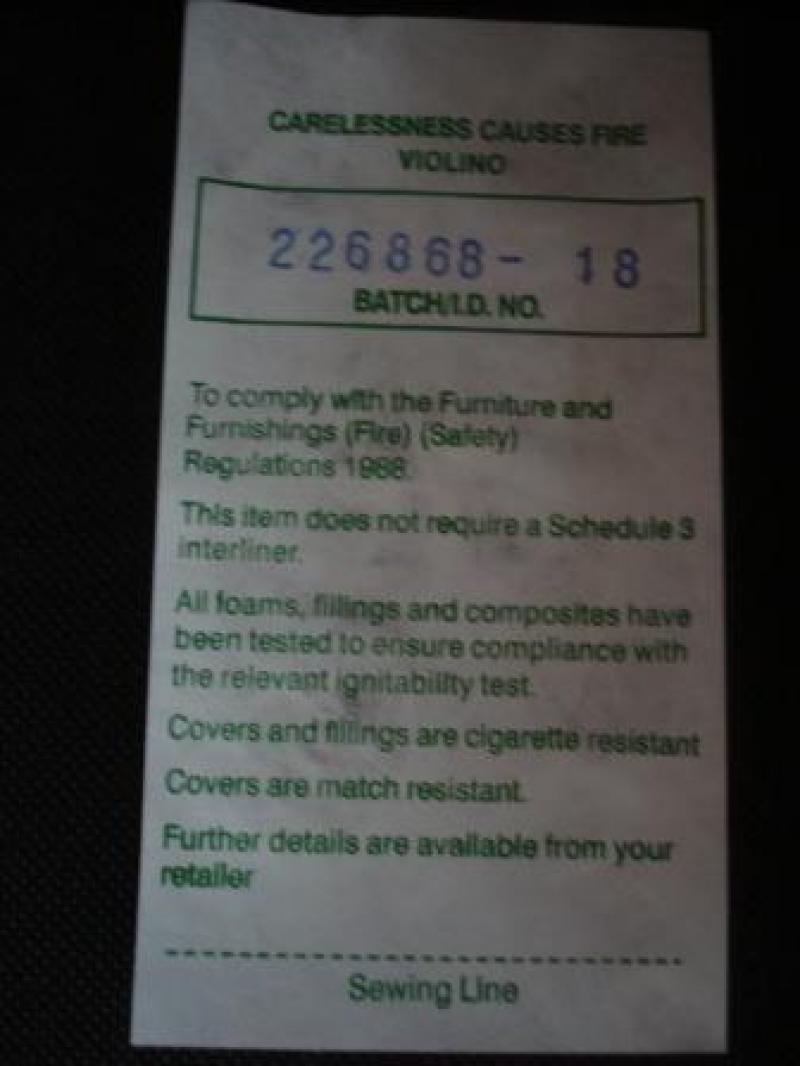 CARELESSNESS CAUSES FIRE
VIOLINO
226868- 18
BATCH/I.D. NO.
To comply with the Furniture and
Furnishings (Fire) (Safety)
Regulations 1988.
This item does not require a Schedule 3
interliner.
All foams, fillings and composites have
been tested to ensure compliance with
the relevant ignitability test.
Covers and fillings are cigarette resistant
Covers are match resistant.
Further details are available from your
retailer
Sewing Line